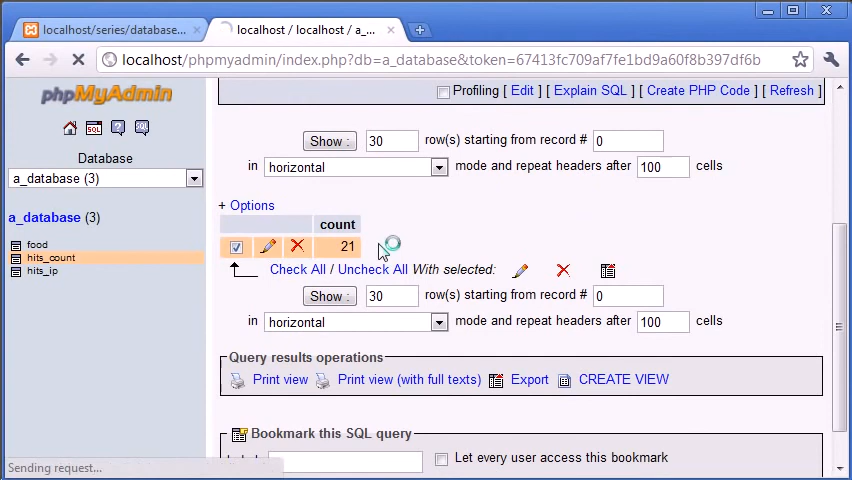 localhost/series/database...
localhost / localhost / a_...
localhost/phpmyadmin/index.php?db=a_database&token=67413fc709af7fe1bd9a60f8b397df6b
phpMyAdmin
SQL
Database
a_database (3)
a_database (3)
food
hits_count
hits_ip
Profiling [ Edit ] [ Explain SQL ] [ Create PHP Code ] [ Refresh ]
Show : 30 row(s) starting from record # 0
in horizontal mode and repeat headers after 100 cells
+ Options
count
21
Check All / Uncheck All With selected:
Show : 30 row(s) starting from record # 0
in horizontal mode and repeat headers after 100 cells
Query results operations
Print view Print view (with full texts) Export CREATE VIEW
Bookmark this SQL query
Let every user access this bookmark
Sending request...